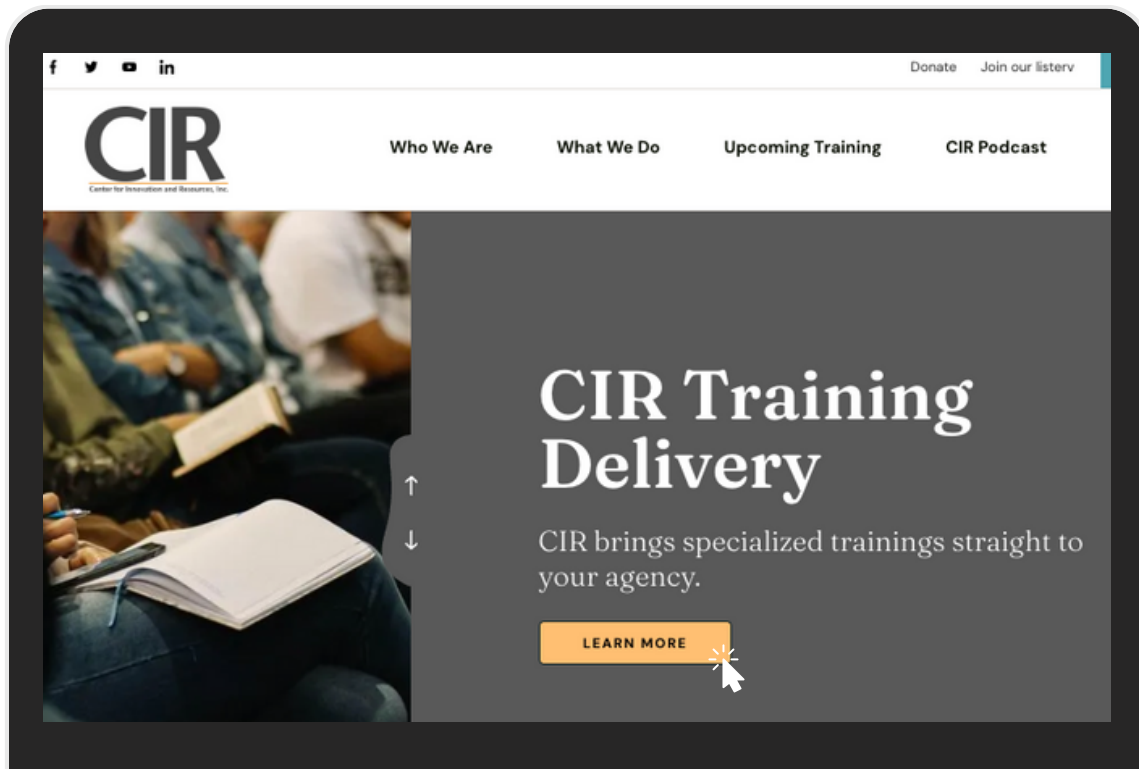 Donate Join our listerv
CIR
Center for Innovation and Resources, Inc.
Who We Are What We Do Upcoming Training CIR Podcast
CIR Training
Delivery
CIR brings specialized trainings straight to
your agency.
LEARN MORE